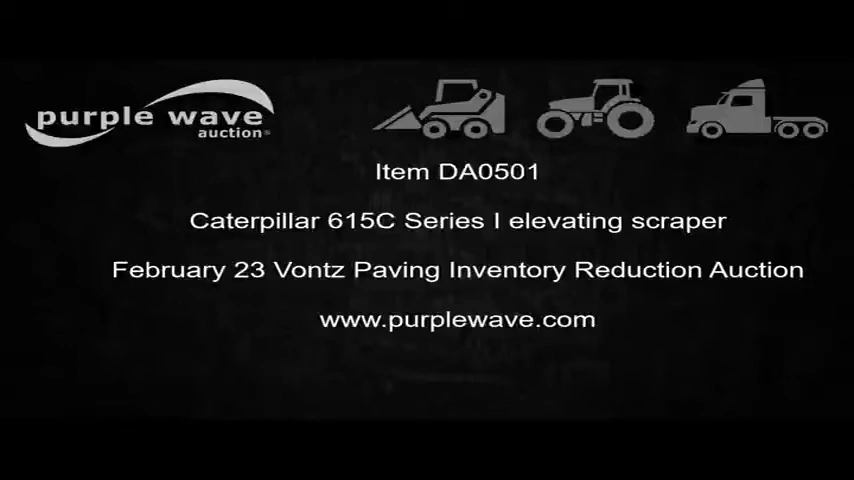 purple wave
auction®
Item DA0501
Caterpillar 615C Series I elevating scraper
February 23 Vontz Paving Inventory Reduction Auction
www.purplewave.com